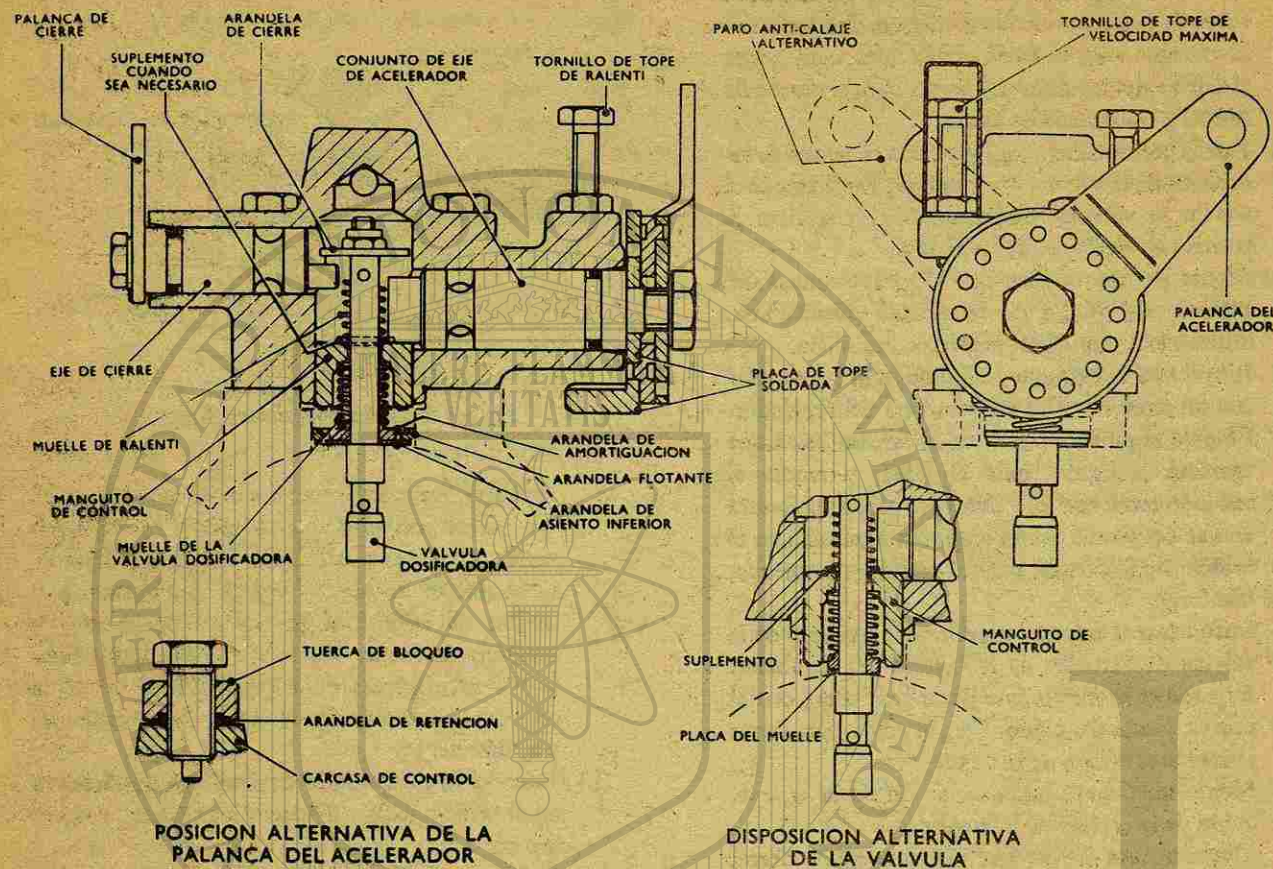 PALANCA DE
CIERRE
ARANDELA
DE CIERRE
SUPLEMENTO
CUANDO
SEA NECESARIO
CONJUNTO DE EJE
DE ACELERADOR
TORNILLO DE TOPE
DE RALENTI
PARO ANTI-CALAJE
ALTERNATIVO
TORNILLO DE TOPE DE
VELOCIDAD MAXIMA
PALANCA DEL
ACELERADOR
EJE DE CIERRE
PLACA DE TOPE
SOLDADA
MUELLE DE RALENTI
ARANDELA DE
AMORTIGUACION
ARANDELA FLOTANTE
MANGUITO
DE CONTROL
ARANDELA DE
ASIENTO INFERIOR
MUELLE DE LA
VALVULA DOSIFICADORA
VALVULA
DOSIFICADORA
TUERCA DE BLOQUEO
ARANDELA DE RETENCION
CARCASA DE CONTROL
POSICION ALTERNATIVA DE LA
PALANCA DEL ACELERADOR
SUPLEMENTO
MANGUITO DE
CONTROL
PLACA DEL MUELLE
DISPOSICION ALTERNATIVA
DE LA VALVULA
VERITATIS